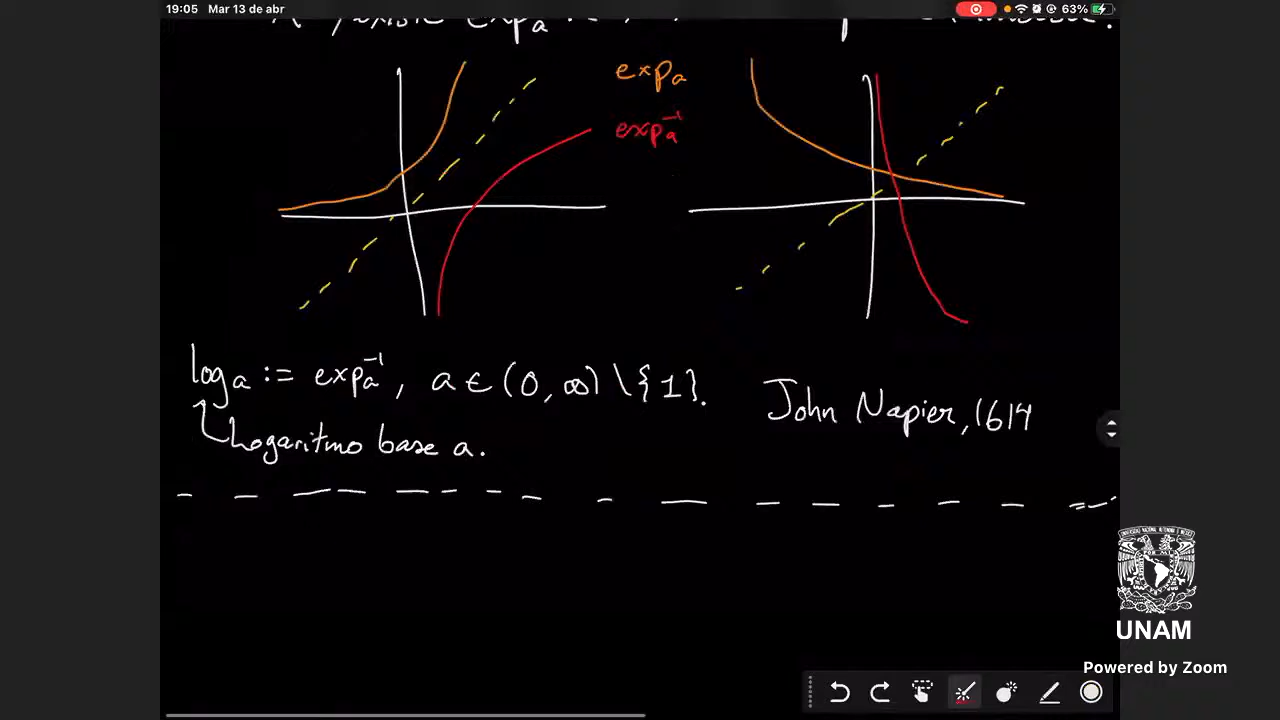 19:05 Mar 13 de abr 63%
exp_a
exp_a^{-1}
log_a := exp_a^{-1}, a ∈ (0, ∞) \ {1}.
Logaritmo base a.
John Napier, 1614
UNAM
Powered by Zoom